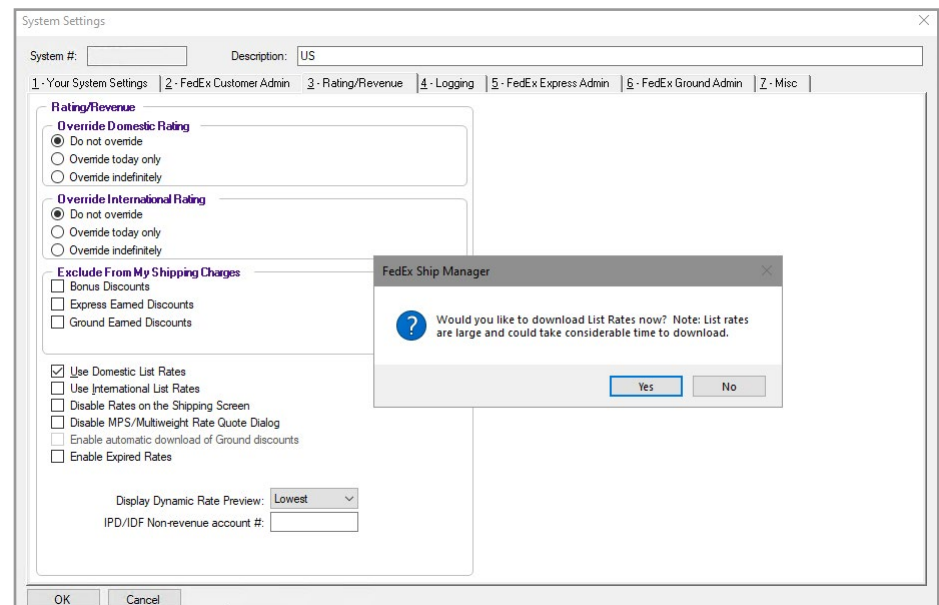 System Settings
System #: Description: US
1 - Your System Settings 2 - FedEx Customer Admin 3 - Rating/Revenue 4 - Logging 5 - FedEx Express Admin 6 - FedEx Ground Admin 7 - Misc
Rating/Revenue
Override Domestic Rating
Do not override
Override today only
Override indefinitely
Override International Rating
Do not override
Override today only
Override indefinitely
Exclude From My Shipping Charges
Bonus Discounts
Express Earned Discounts
Ground Earned Discounts
FedEx Ship Manager
Would you like to download List Rates now? Note: List rates
are large and could take considerable time to download.
Yes No
Use Domestic List Rates
Use International List Rates
Disable Rates on the Shipping Screen
Disable MPS/Multiweight Rate Quote Dialog
Enable automatic download of Ground discounts
Enable Expired Rates
Display Dynamic Rate Preview: Lowest
IPD/IDF Non-revenue account #:
OK Cancel